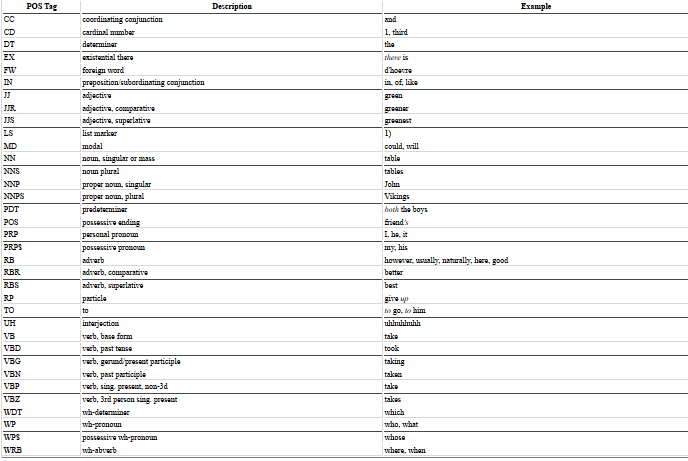 POS Tag Description Example
CC coordinating conjunction and
CD cardinal number 1, third
DT determiner the
EX existential there there is
FW foreign word d'hoevre
IN preposition/subordinating conjunction in, of, like
JJ adjective green
JJR adjective, comparative greener
JJS adjective, superlative greenest
LS list marker 1)
MD modal could, will
NN noun, singular or mass table
NNS noun plural tables
NNP proper noun, singular John
NNPS proper noun, plural Vikings
PDT predeterminer both the boys
POS possessive ending friend's
PRP personal pronoun I, he, it
PRP$ possessive pronoun my, his
RB adverb however, usually, naturally, here, good
RBR adverb, comparative better
RBS adverb, superlative best
RP particle give up
TO to to go, to him
UH interjection uhhuhhuhh
VB verb, base form take
VBD verb, past tense took
VBG verb, gerund/present participle taking
VBN verb, past participle taken
VBP verb, sing. present, non-3d take
VBZ verb, 3rd person sing. present takes
WDT wh-determiner which
WP wh-pronoun who, what
WP$ possessive wh-pronoun whose
WRB wh-abverb where, when